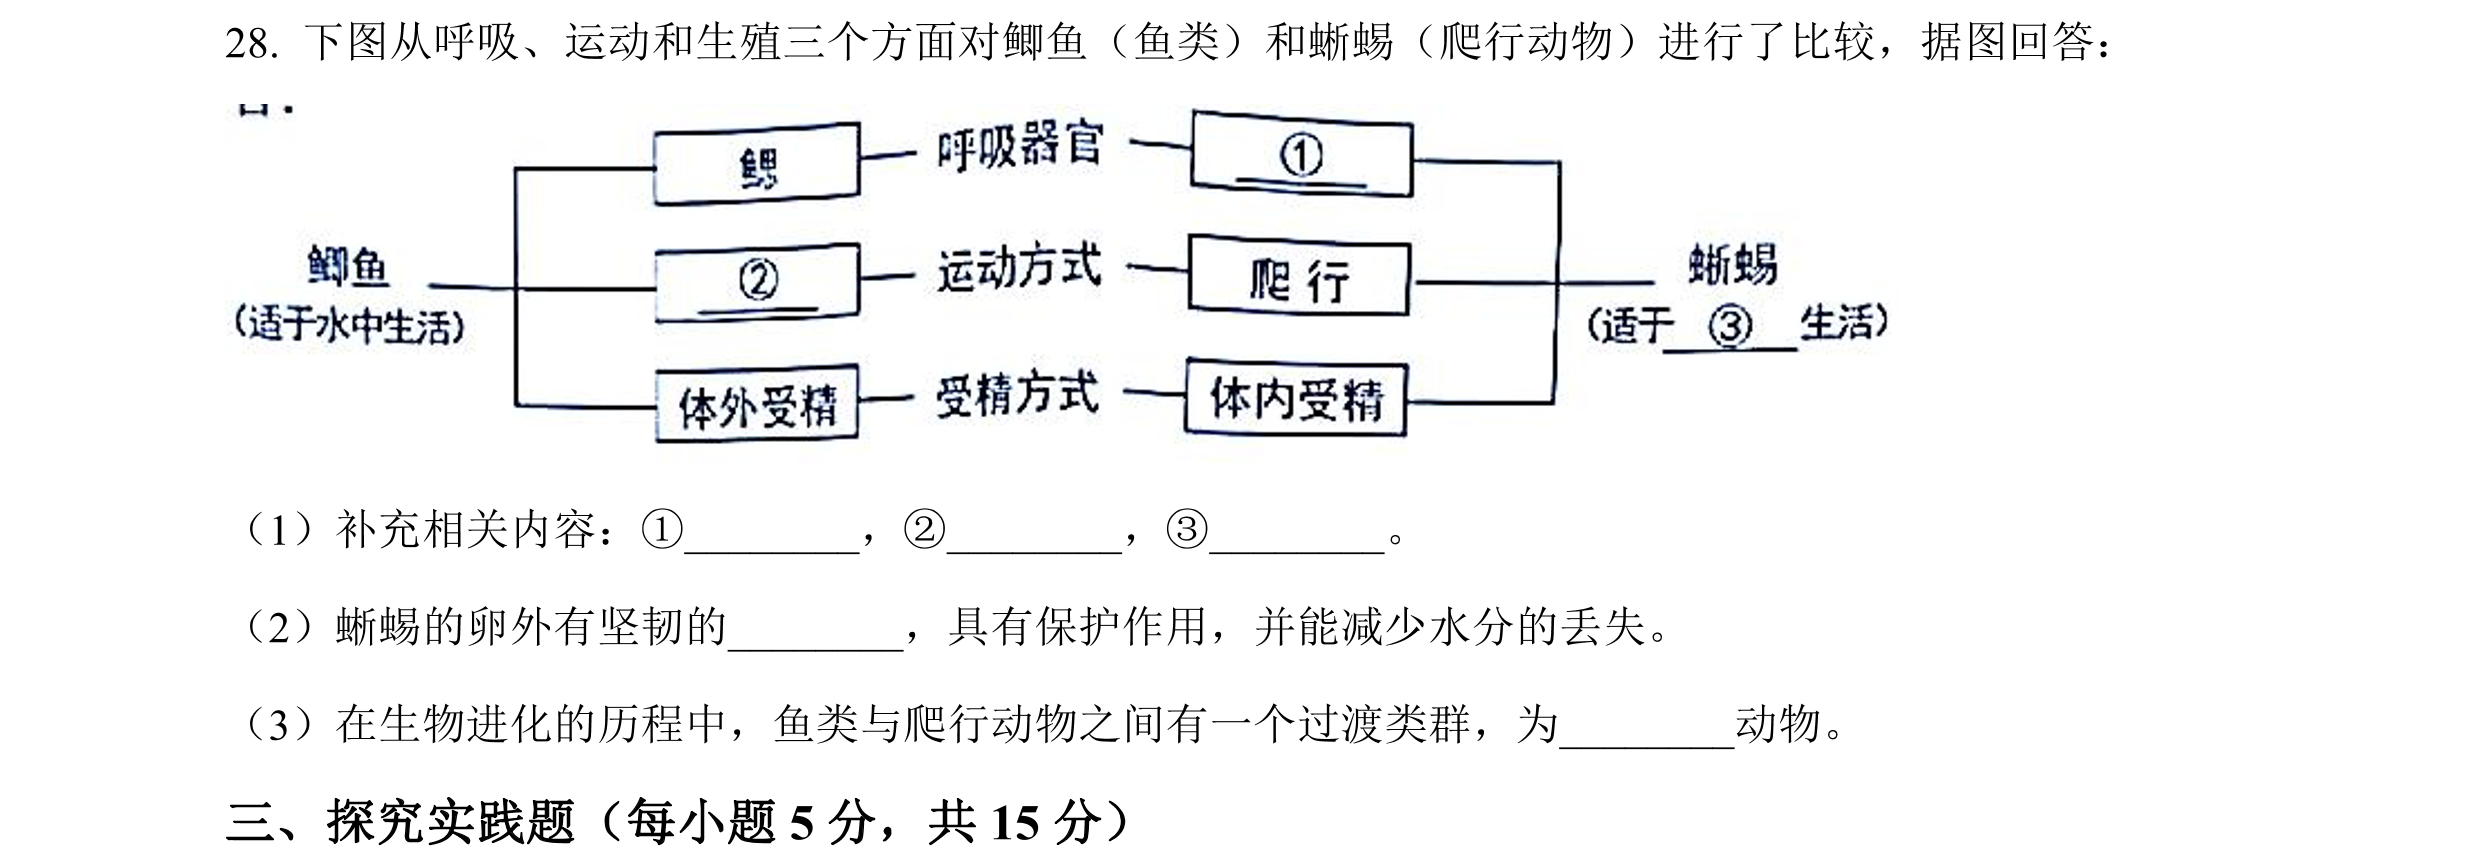 28. 下图从呼吸、运动和生殖三个方面对鲫鱼（鱼类）和蜥蜴（爬行动物）进行了比较，据图回答：
鳃 呼吸器官 ①
鲫鱼 ② 运动方式 爬行 蜥蜴
（适于水中生活） （适于 ③ 生活）
体外受精 受精方式 体内受精
（1）补充相关内容：①________，②________，③________。
（2）蜥蜴的卵外有坚韧的________，具有保护作用，并能减少水分的丢失。
（3）在生物进化的历程中，鱼类与爬行动物之间有一个过渡类群，为________动物。
三、探究实践题（每小题 5 分，共 15 分）